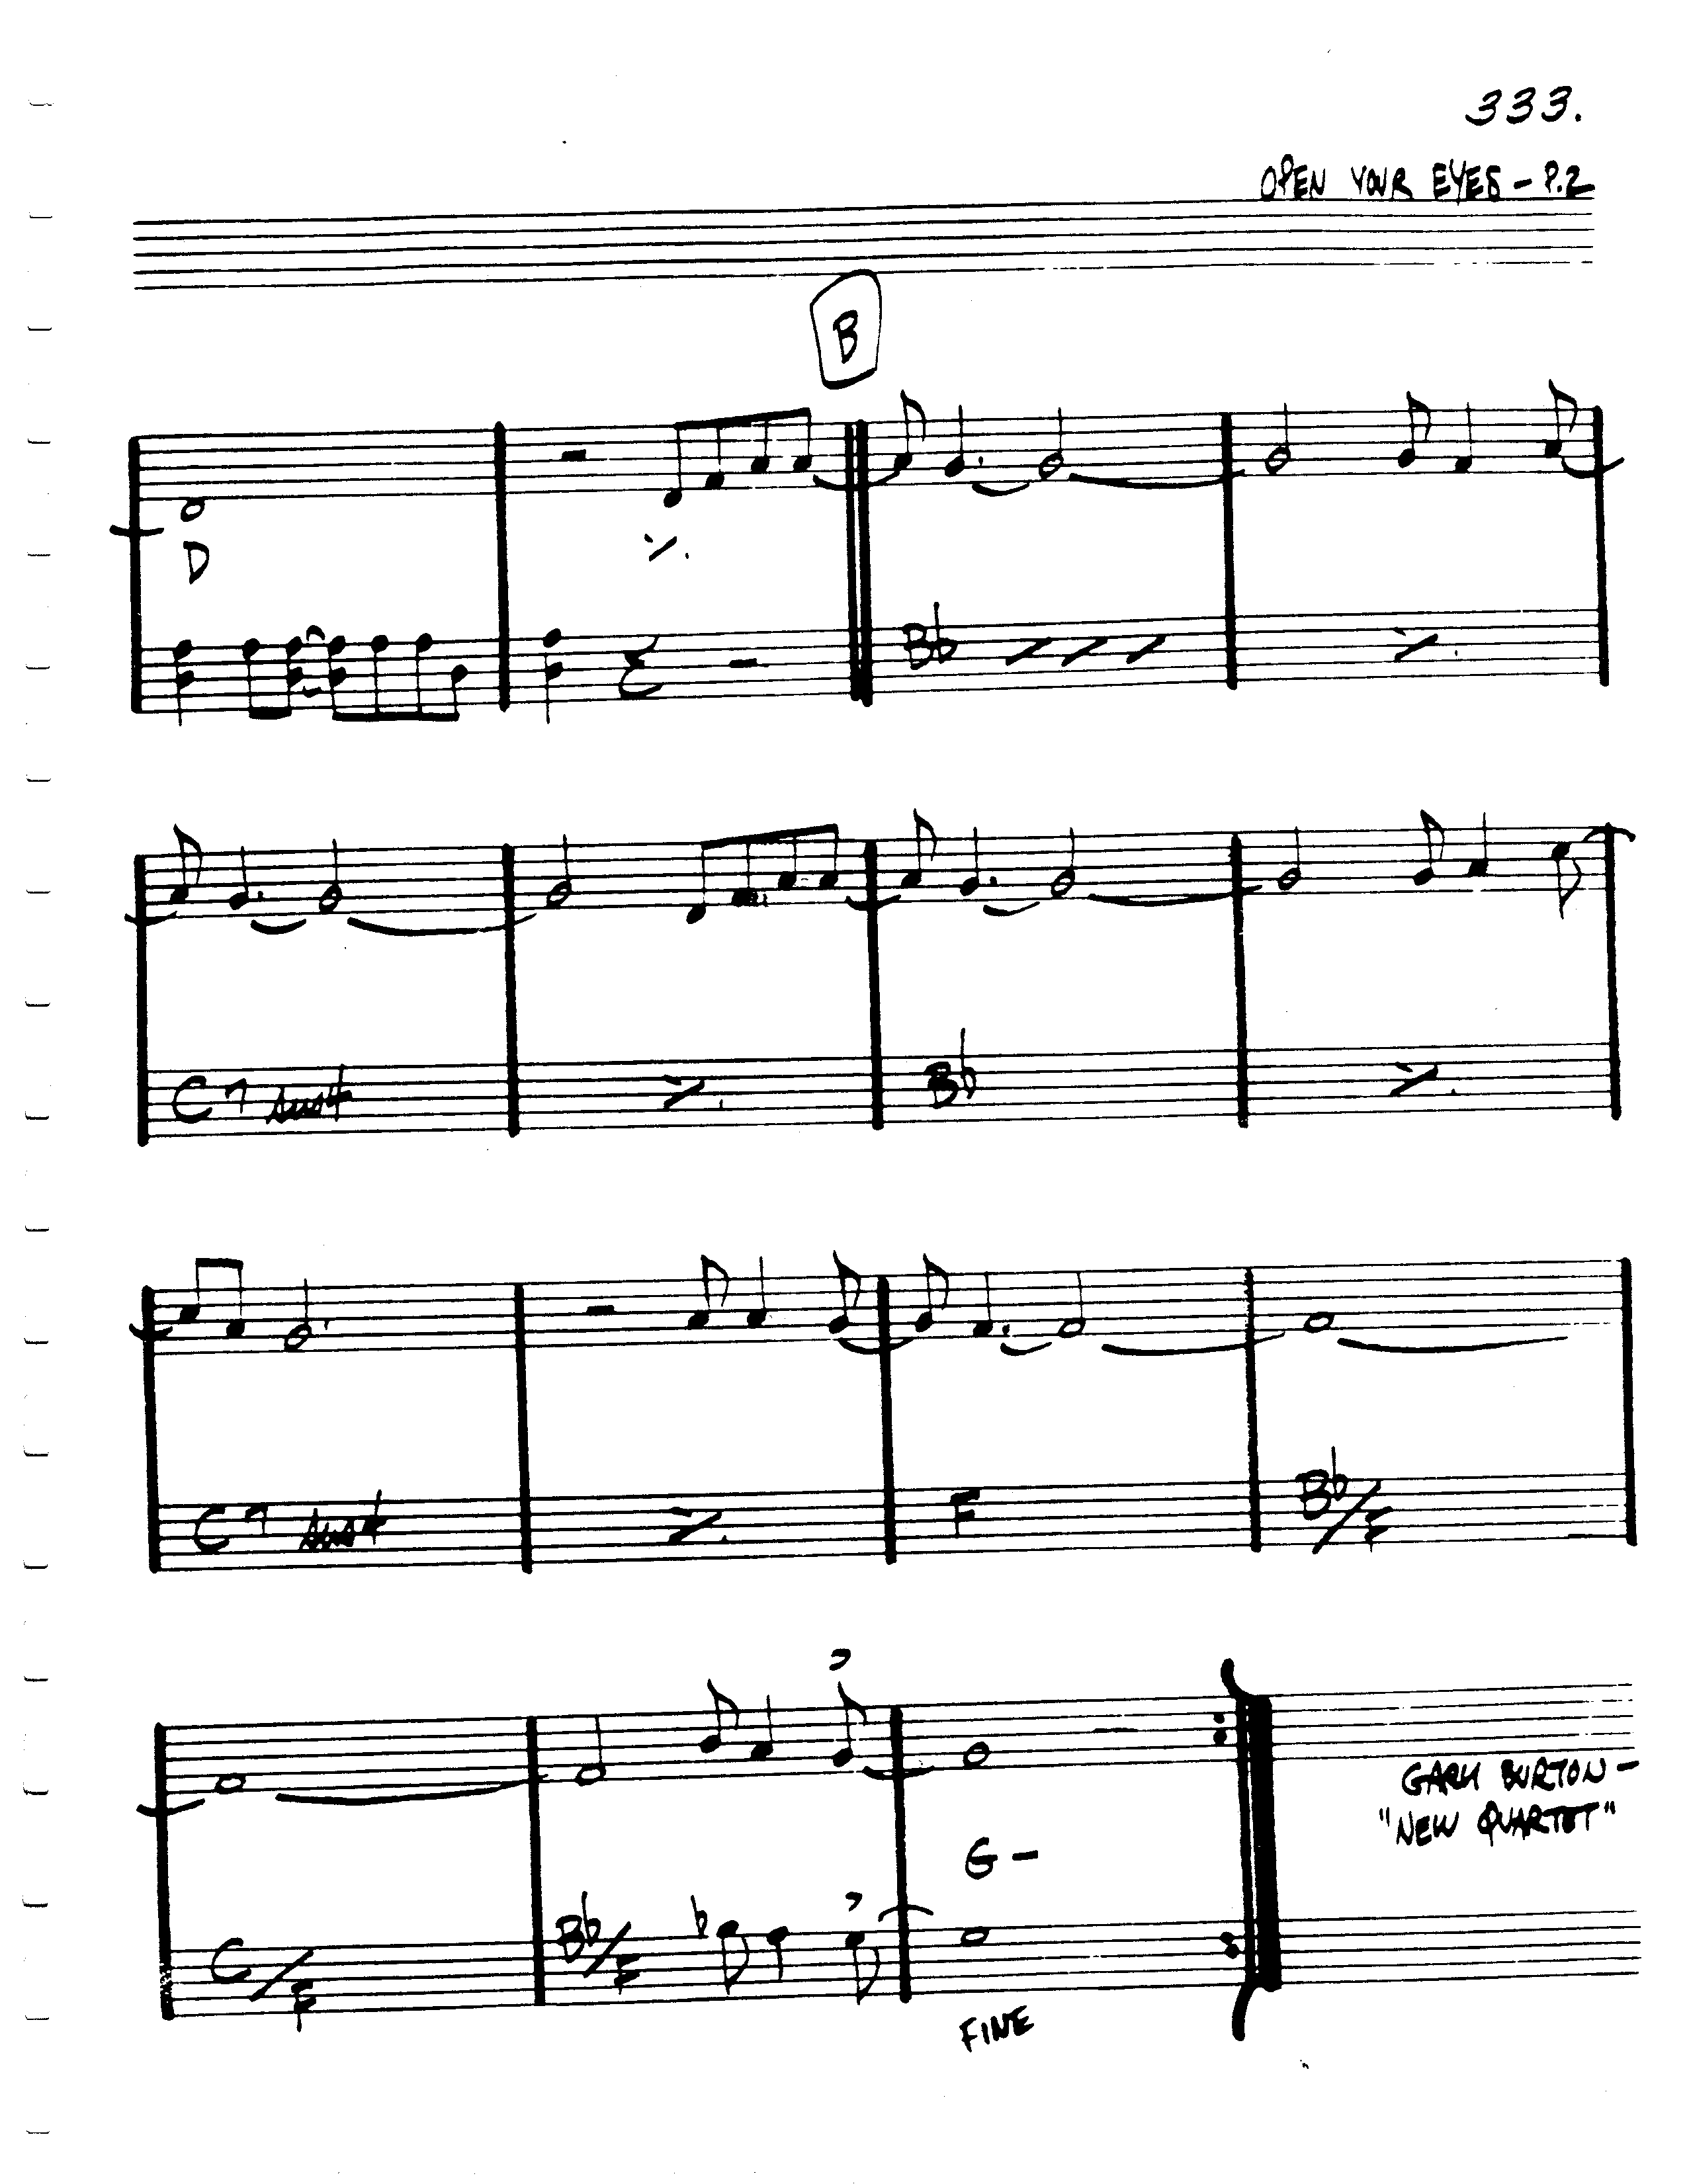 333.
OPEN YOUR EYES - P.2
B
D
Bb
C7 sus4
Bb
C7 sus4
F
Bb/F
GARY BURTON -
"NEW QUARTET"
G-
C/F
Bb/F
FINE